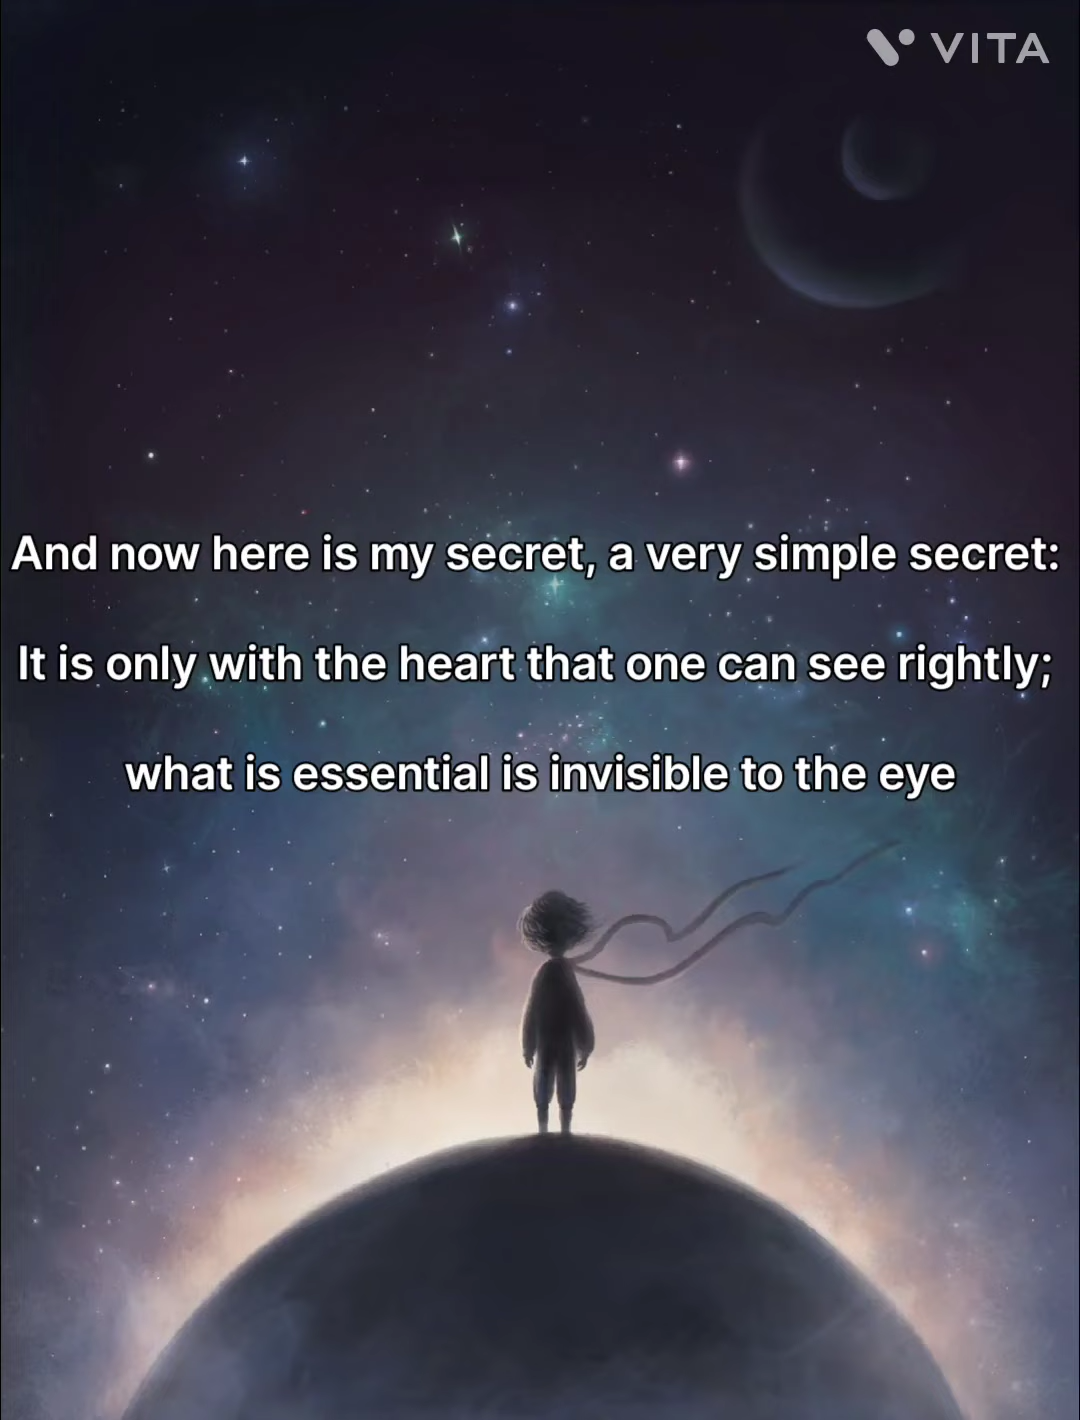 VITA
And now here is my secret, a very simple secret:
It is only with the heart that one can see rightly;
what is essential is invisible to the eye